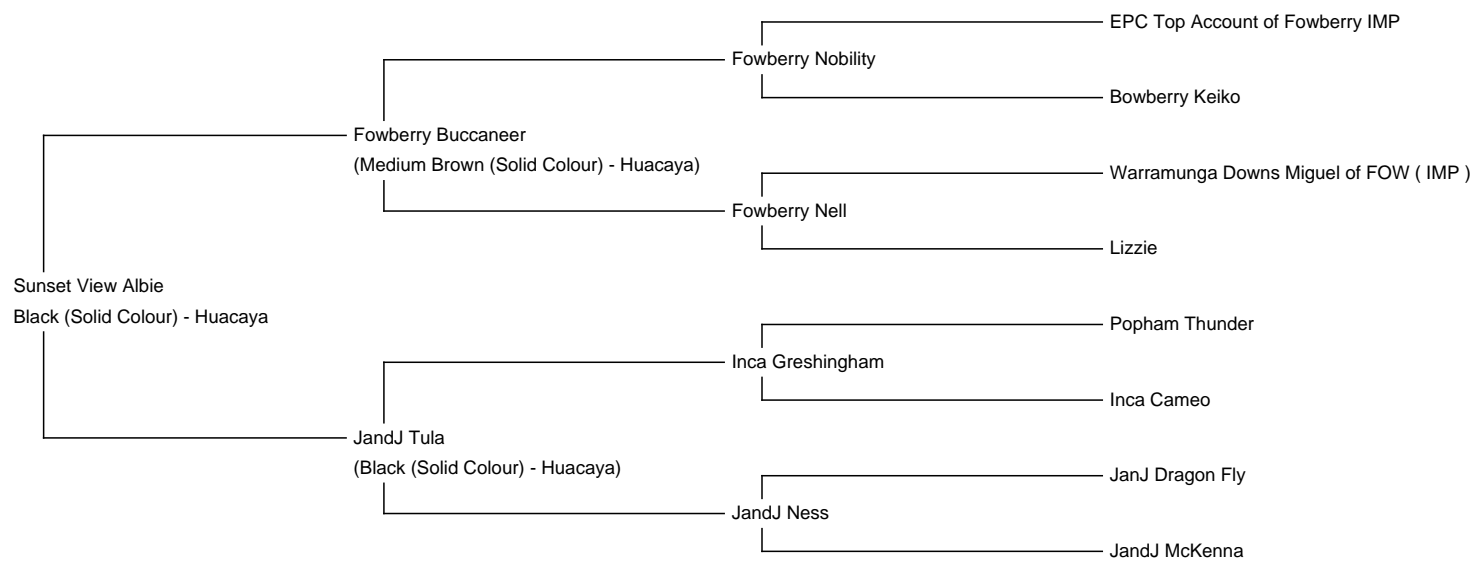 EPC Top Account of Fowberry IMP
Fowberry Nobility
Bowberry Keiko
Fowberry Buccaneer
(Medium Brown (Solid Colour) - Huacaya)
Warramunga Downs Miguel of FOW ( IMP )
Fowberry Nell
Lizzie
Sunset View Albie
Black (Solid Colour) - Huacaya
Popham Thunder
Inca Greshingham
Inca Cameo
JandJ Tula
(Black (Solid Colour) - Huacaya)
JanJ Dragon Fly
JandJ Ness
JandJ McKenna